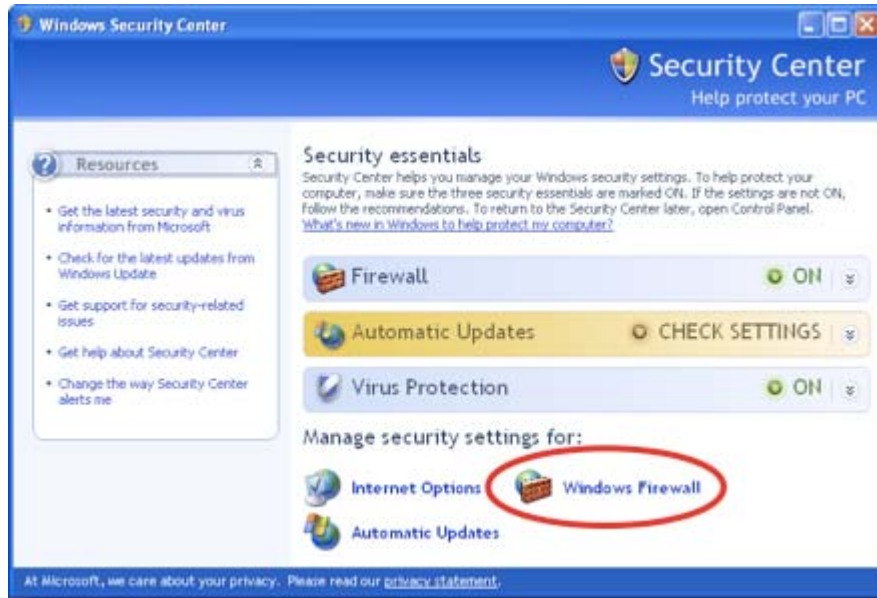 Windows Security Center
Security Center
Help protect your PC
Resources
Get the latest security and virus
information from Microsoft
Check for the latest updates from
Windows Update
Get support for security-related
issues
Get help about Security Center
Change the way Security Center
alerts me
Security essentials
Security Center helps you manage your Windows security settings. To help protect your
computer, make sure the three security essentials are marked ON. If the settings are not ON,
follow the recommendations. To return to the Security Center later, open Control Panel.
What's new in Windows to help protect my computer?
Firewall ON
Automatic Updates CHECK SETTINGS
Virus Protection ON
Manage security settings for:
Internet Options Windows Firewall
Automatic Updates
At Microsoft, we care about your privacy. Please read our privacy statement.